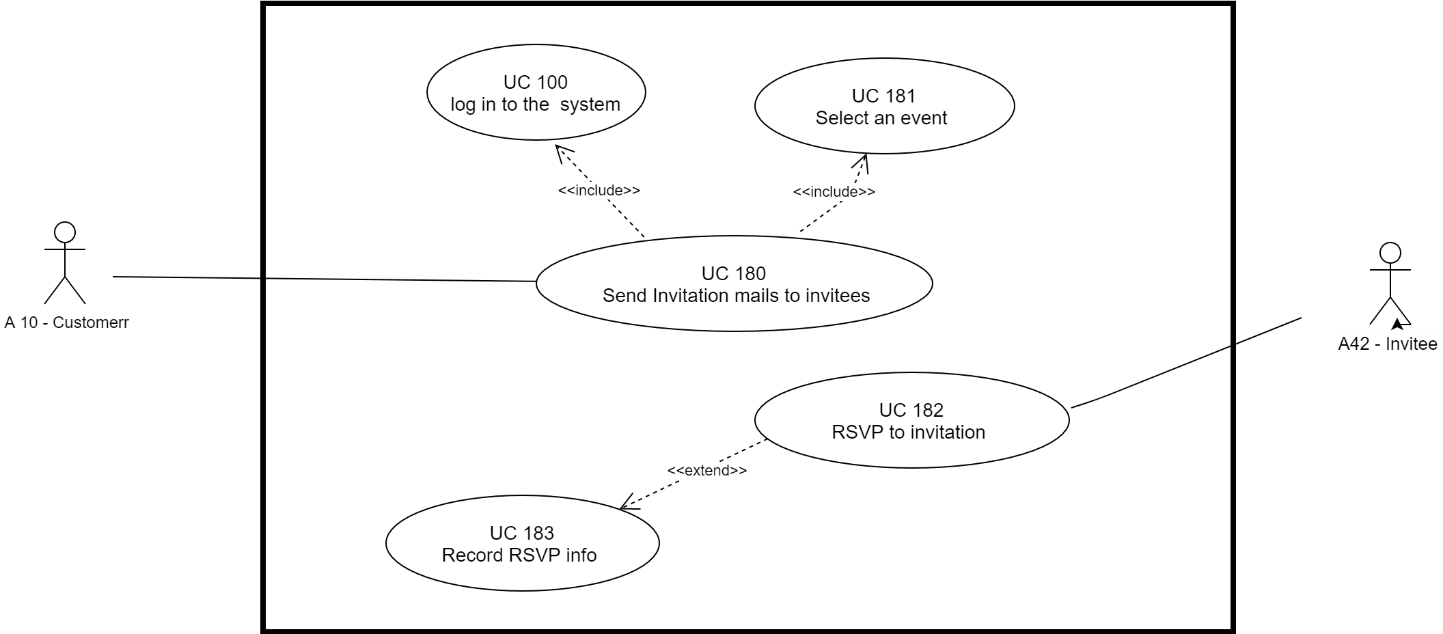 UC 100
log in to the  system
UC 181
Select an event
<<include>>
<<include>>
UC 180
Send Invitation mails to invitees
A 10 - Customerr
A42 - Invitee
UC 182
RSVP to invitation
<<extend>>
UC 183
Record RSVP info